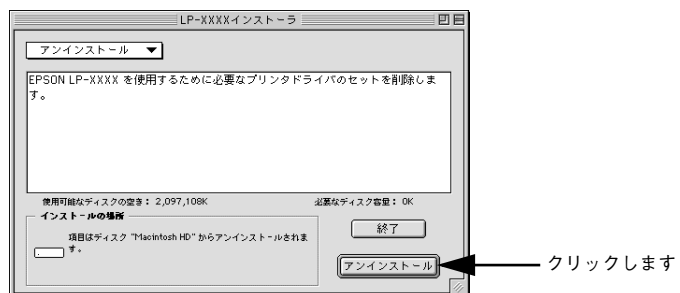 LP-XXXXインストーラ
アンインストール
EPSON LP-XXXX を使用するために必要なプリンタドライバのセットを削除しま
す。
使用可能なディスクの空き： 2,097,108K
必要なディスク容量： 0K
インストールの場所
項目はディスク "Macintosh HD" からアンインストールされま
す。
終了
アンインストール
クリックします